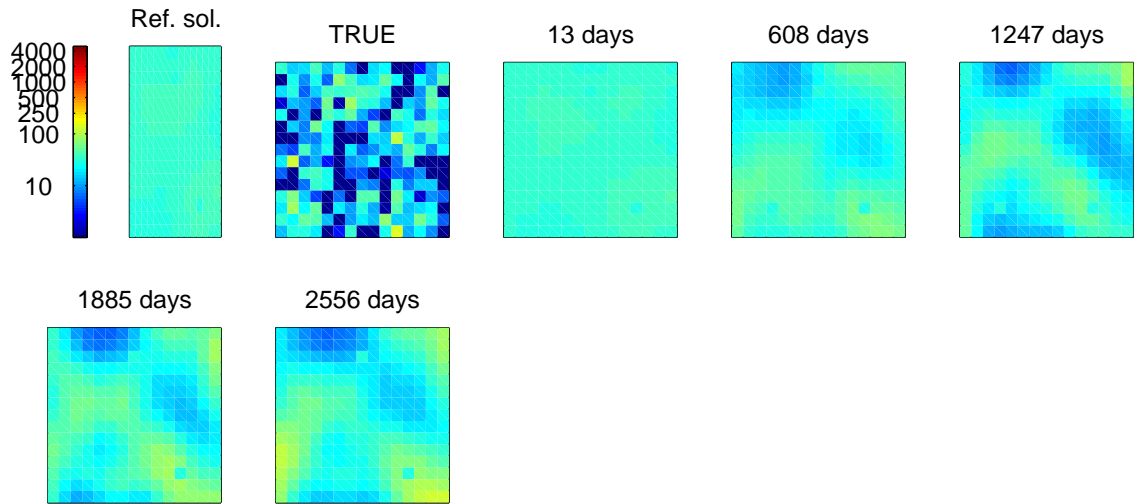 Ref. sol.
TRUE
13 days
608 days
1247 days
4000
2000
1000
500
250
100
10
1885 days
2556 days